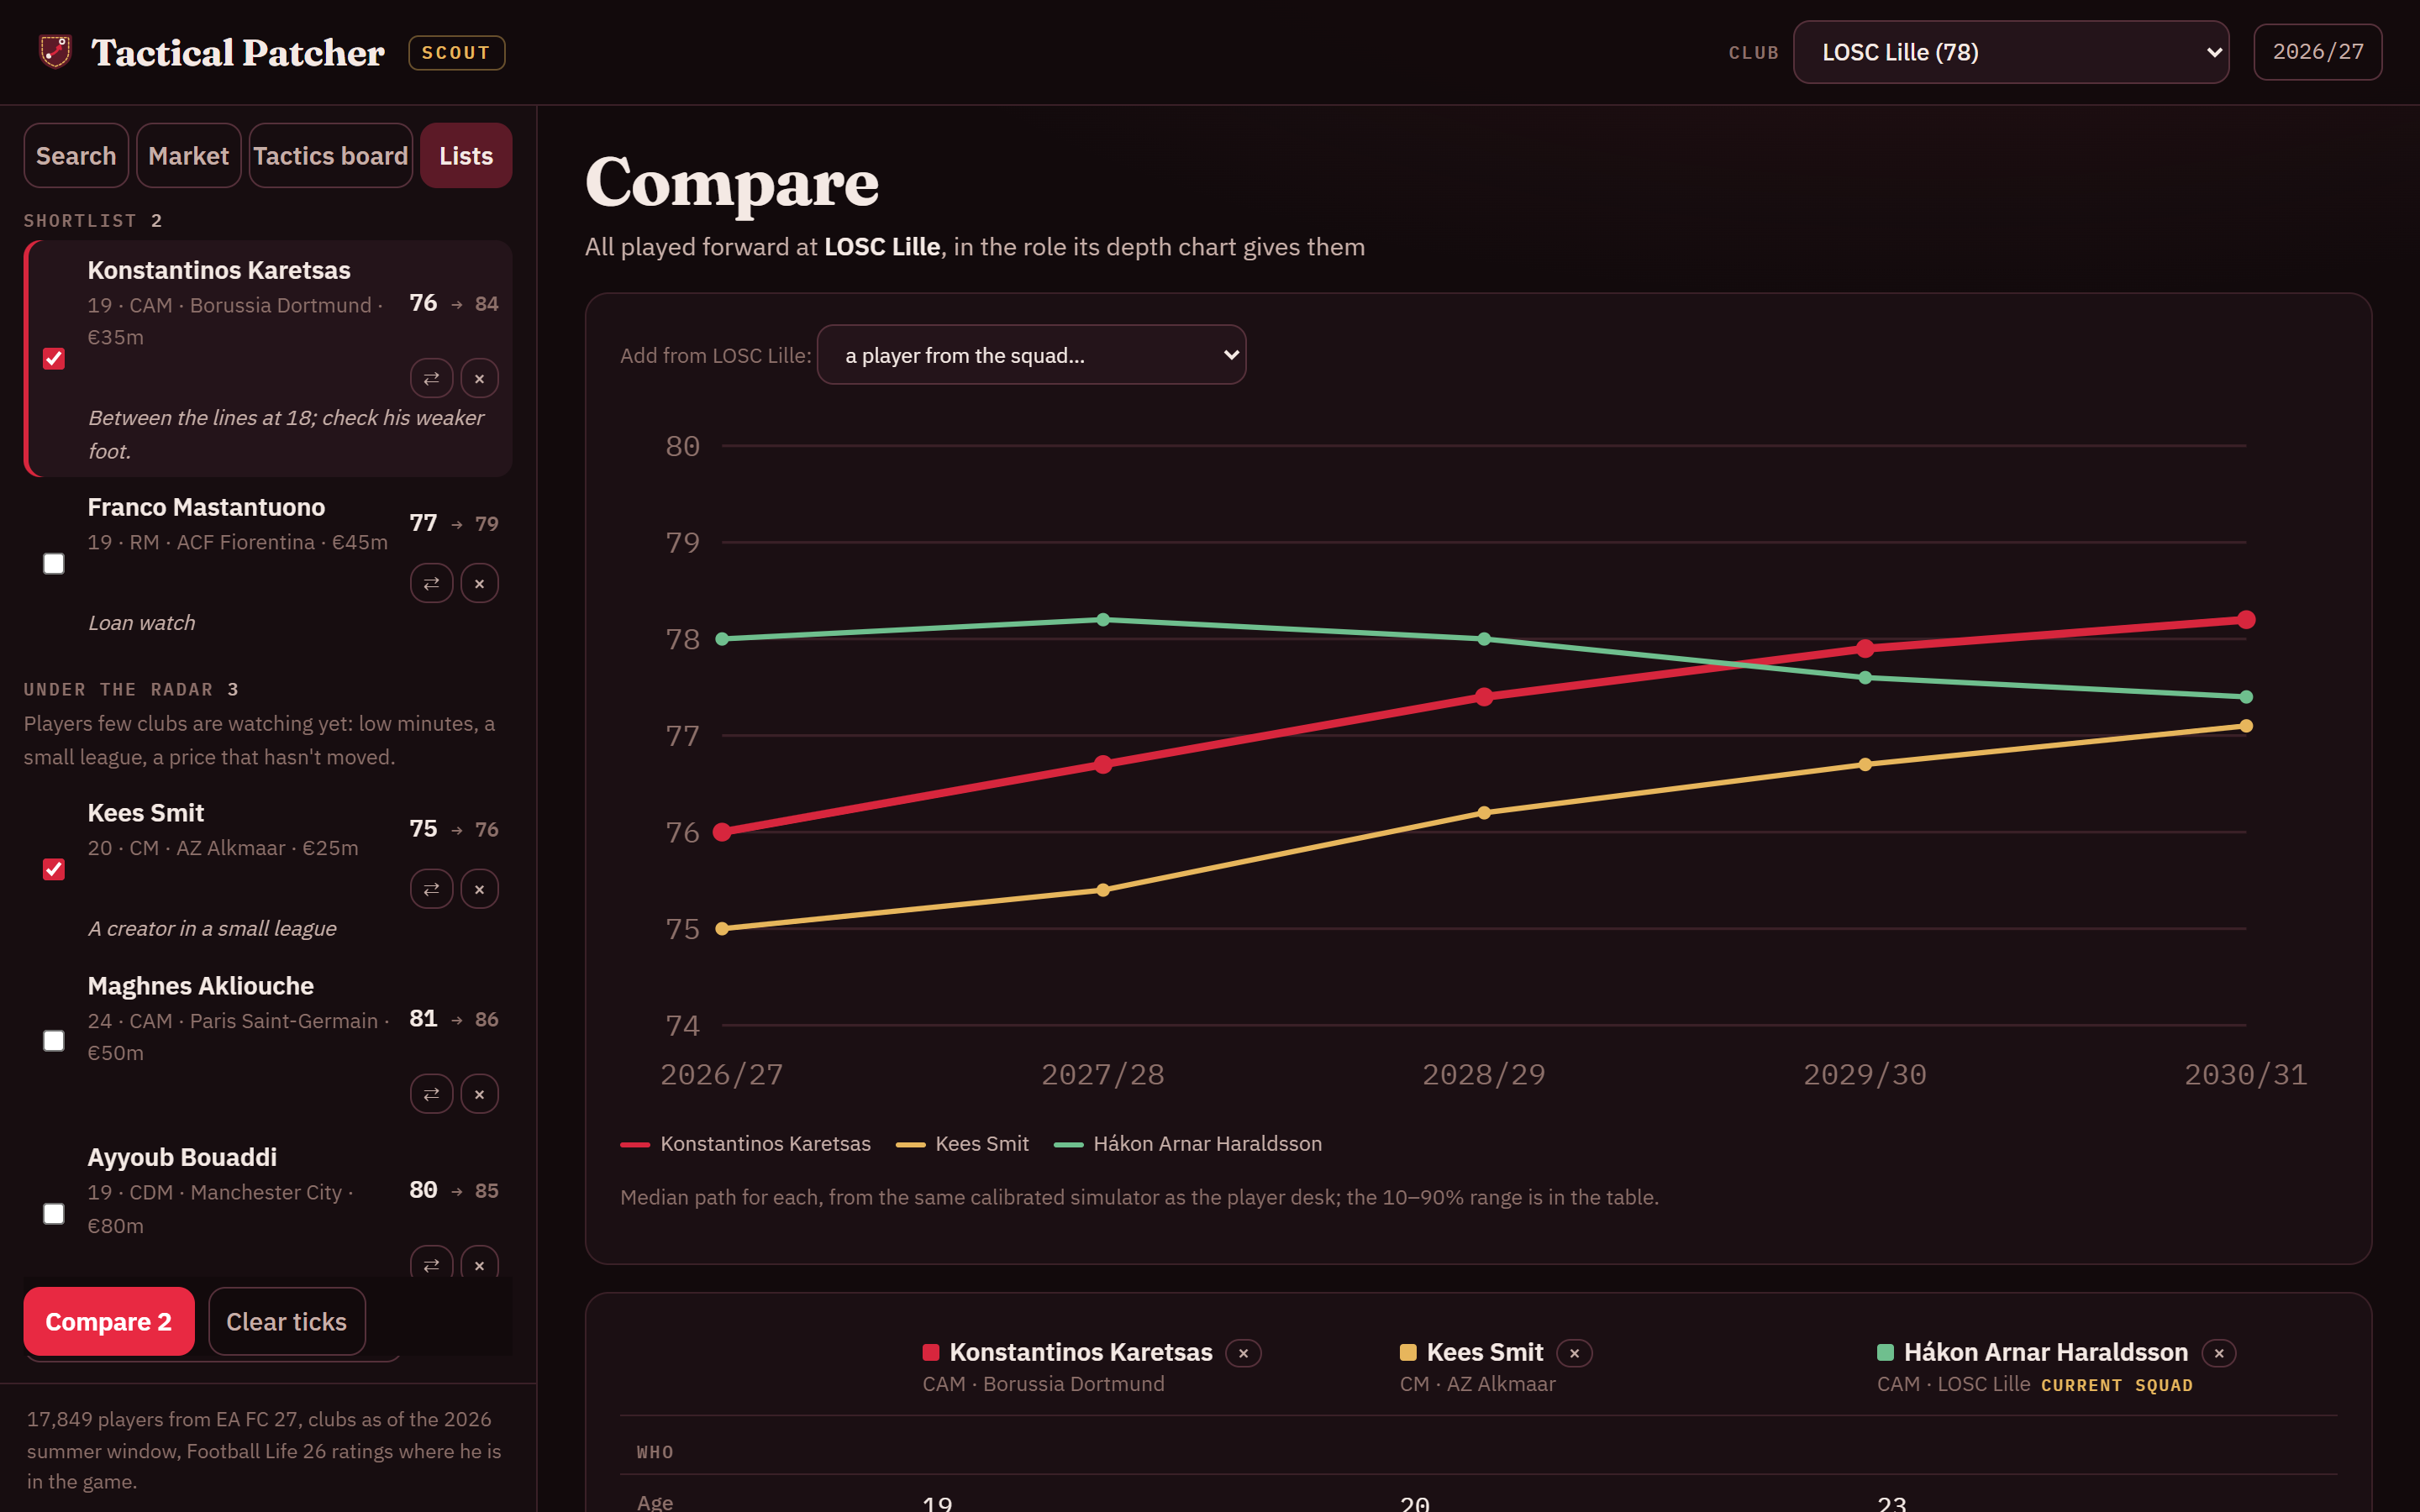 Tactical Patcher SCOUT
CLUB LOSC Lille (78) 2026/27
Search Market Tactics board Lists
SHORTLIST 2
Konstantinos Karetsas
19 · CAM · Borussia Dortmund · 76 → 84
€35m
⇄ ×
Between the lines at 18; check his weaker
foot.
Franco Mastantuono
77 → 79
19 · RM · ACF Fiorentina · €45m
⇄ ×
Loan watch
UNDER THE RADAR 3
Players few clubs are watching yet: low minutes, a
small league, a price that hasn't moved.
Kees Smit
75 → 76
20 · CM · AZ Alkmaar · €25m
⇄ ×
A creator in a small league
Maghnes Akliouche
24 · CAM · Paris Saint-Germain · 81 → 86
€50m
⇄ ×
Ayyoub Bouaddi
19 · CDM · Manchester City · 80 → 85
€80m
⇄ ×
Compare 2 Clear ticks
17,849 players from EA FC 27, clubs as of the 2026
summer window, Football Life 26 ratings where he is
in the game.
Compare
All played forward at LOSC Lille, in the role its depth chart gives them
Add from LOSC Lille: a player from the squad...
80
79
78
77
76
75
74
2026/27 2027/28 2028/29 2029/30 2030/31
Konstantinos Karetsas Kees Smit Hákon Arnar Haraldsson
Median path for each, from the same calibrated simulator as the player desk; the 10–90% range is in the table.
Konstantinos Karetsas × Kees Smit × Hákon Arnar Haraldsson ×
CAM · Borussia Dortmund CM · AZ Alkmaar CAM · LOSC Lille CURRENT SQUAD
WHO
Age 19 20 23